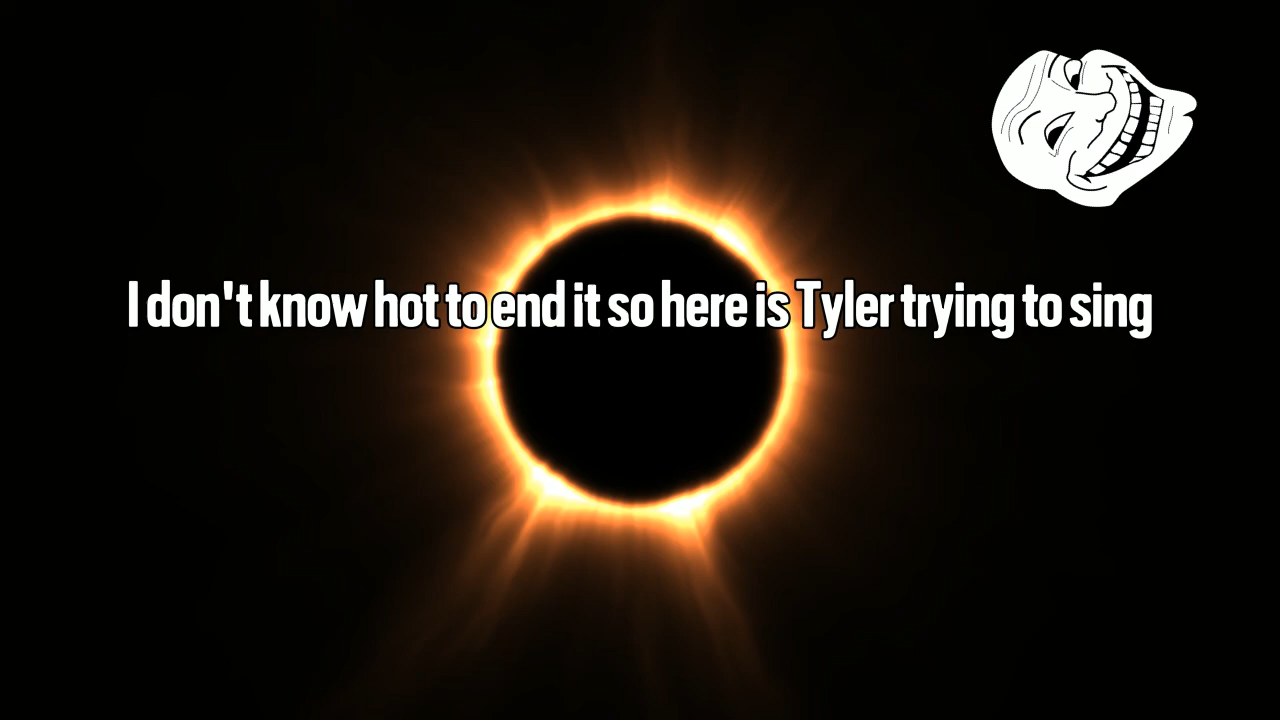 I don't know hot to end it so here is Tyler trying to sing